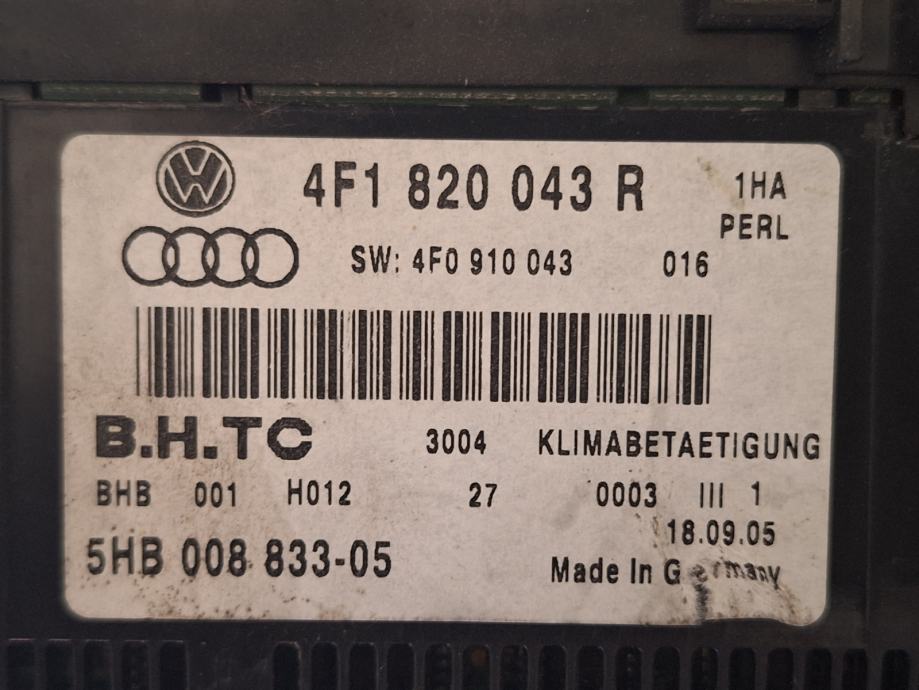 4F1 820 043 R 1HA
PERL
SW: 4F0 910 043 016
B.H.TC 3004 KLIMABETAETIGUNG
BHB 001 H012 27 0003 III 1
18.09.05
5HB 008 833-05
Made In Germany